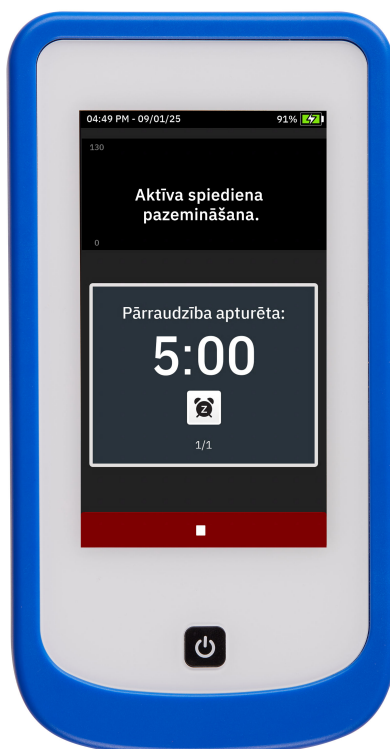 04:49 PM - 09/01/25 91%
130
Aktīva spiediena
pazemināšana.
0
Pārraudzība apturēta:
5:00
Z
1/1